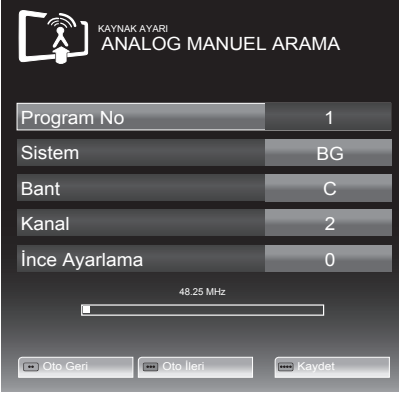 KAYNAK AYARI
ANALOG MANUEL ARAMA
Program No 1
Sistem BG
Bant C
Kanal 2
İnce Ayarlama 0
48.25 MHz
Oto Geri Oto İleri Kaydet